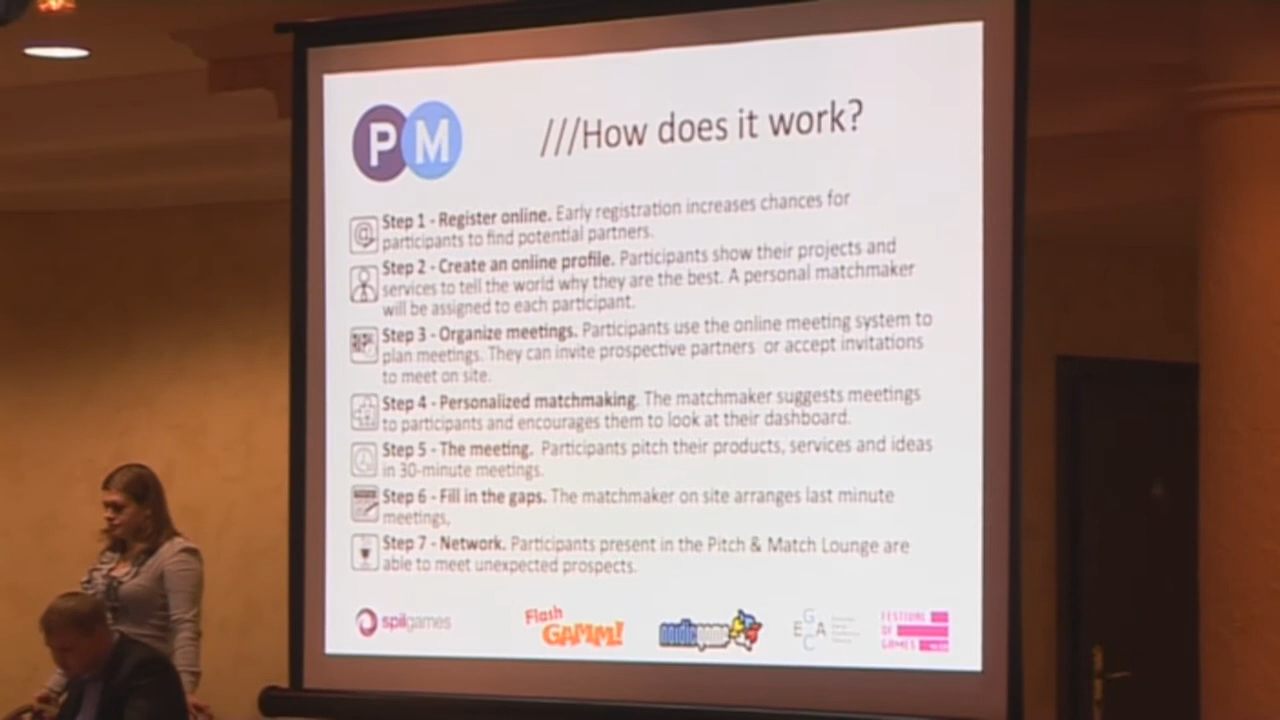 PM
///How does it work?
Step 1 - Register online. Early registration increases chances for
participants to find potential partners.
Step 2 - Create an online profile. Participants show their projects and
services to tell the world why they are the best. A personal matchmaker
will be assigned to each participant.
Step 3 - Organize meetings. Participants use the online meeting system to
plan meetings. They can invite prospective partners or accept invitations
to meet on site.
Step 4 - Personalized matchmaking. The matchmaker suggests meetings
to participants and encourages them to look at their dashboard.
Step 5 - The meeting. Participants pitch their products, services and ideas
in 30-minute meetings.
Step 6 - Fill in the gaps. The matchmaker on site arranges last minute
meetings,
Step 7 - Network. Participants present in the Pitch & Match Lounge are
able to meet unexpected prospects.
spilgames
Flash
GAMM!
nordicgame
EGAC
FESTIVAL
OF
GAMES